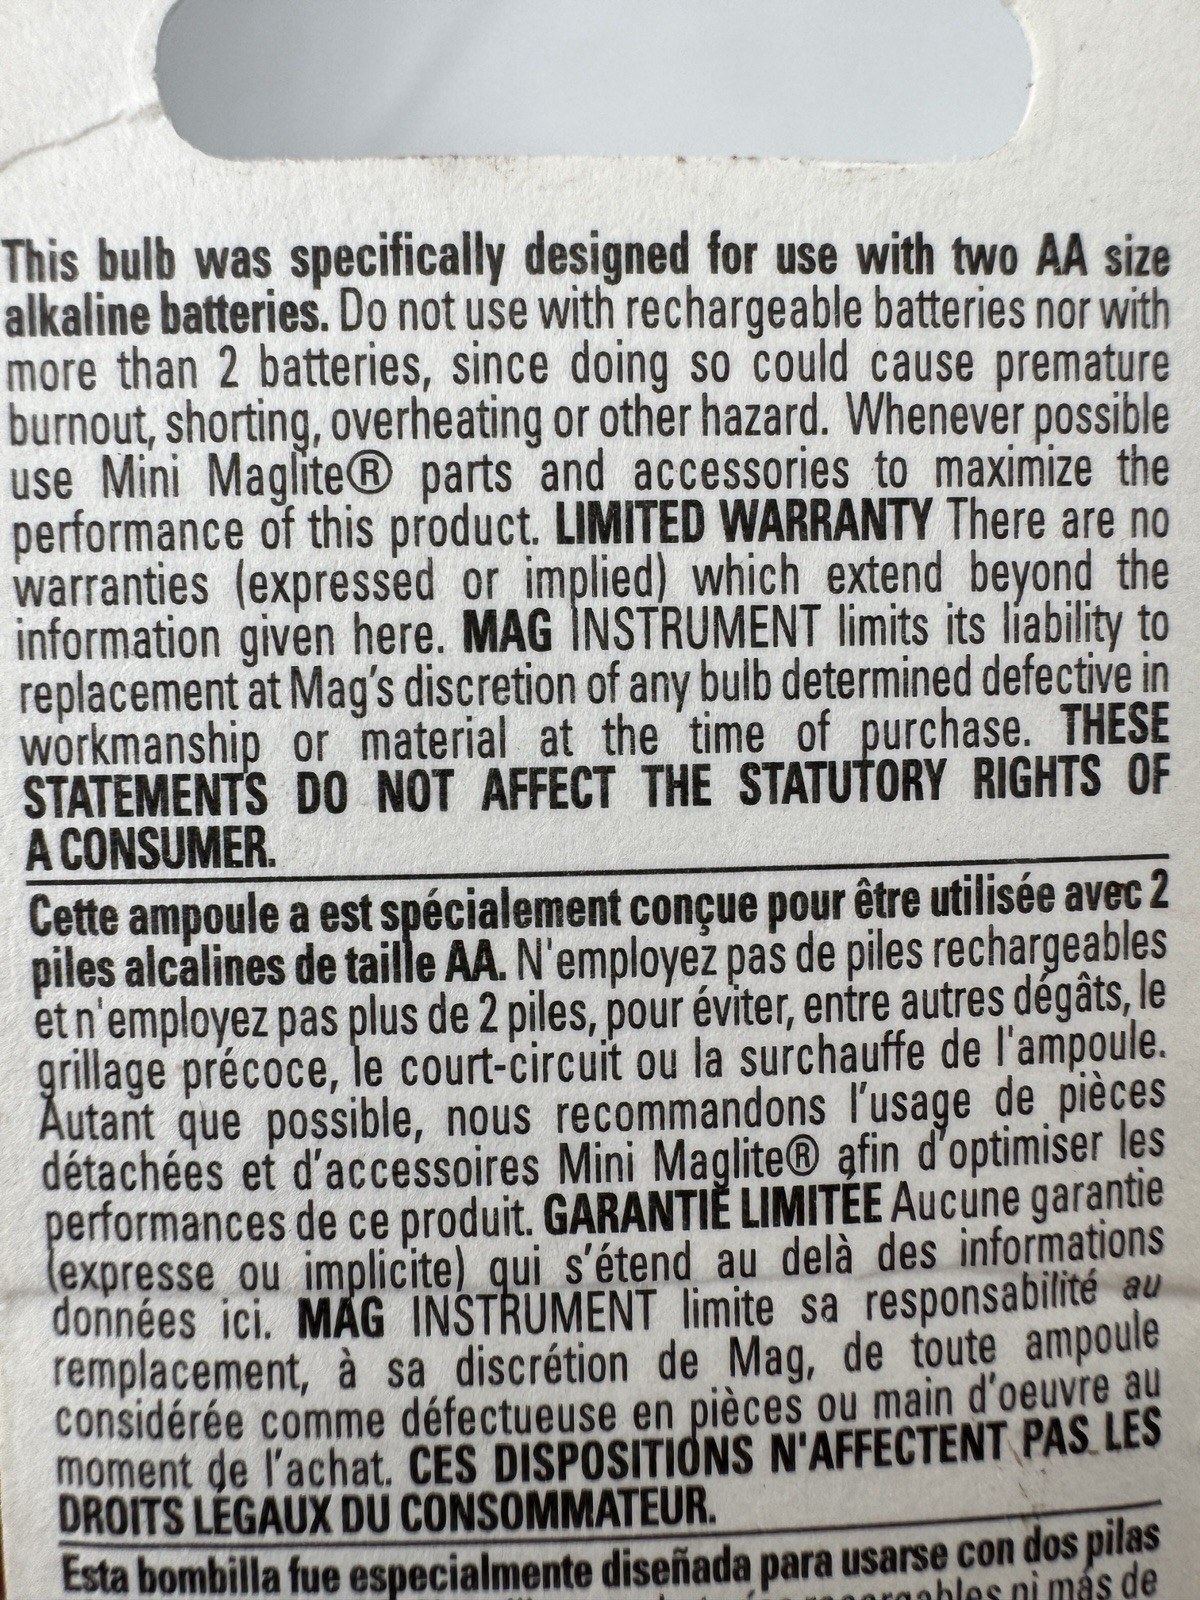 This bulb was specifically designed for use with two AA size
alkaline batteries. Do not use with rechargeable batteries nor with
more than 2 batteries, since doing so could cause premature
burnout, shorting, overheating or other hazard. Whenever possible
use Mini Maglite® parts and accessories to maximize the
performance of this product. LIMITED WARRANTY There are no
warranties (expressed or implied) which extend beyond the
information given here. MAG INSTRUMENT limits its liability to
replacement at Mag's discretion of any bulb determined defective in
workmanship or material at the time of purchase. THESE
STATEMENTS DO NOT AFFECT THE STATUTORY RIGHTS OF
A CONSUMER.
Cette ampoule a est spécialement conçue pour être utilisée avec 2
piles alcalines de taille AA. N'employez pas de piles rechargeables
et n'employez pas plus de 2 piles, pour éviter, entre autres dégâts, le
grillage précoce, le court-circuit ou la surchauffe de l'ampoule.
Autant que possible, nous recommandons l'usage de pièces
détachées et d'accessoires Mini Maglite® afin d'optimiser les
performances de ce produit. GARANTIE LIMITÉE Aucune garantie
(expresse ou implicite) qui s'étend au delà des informations
données ici. MAG INSTRUMENT limite sa responsabilité au
remplacement, à sa discrétion de Mag, de toute ampoule
considérée comme défectueuse en pièces ou main d'oeuvre au
moment de l'achat. CES DISPOSITIONS N'AFFECTENT PAS LES
DROITS LÉGAUX DU CONSOMMATEUR.
Esta bombilla fue especialmente diseñada para usarse con dos pilas
ni más de